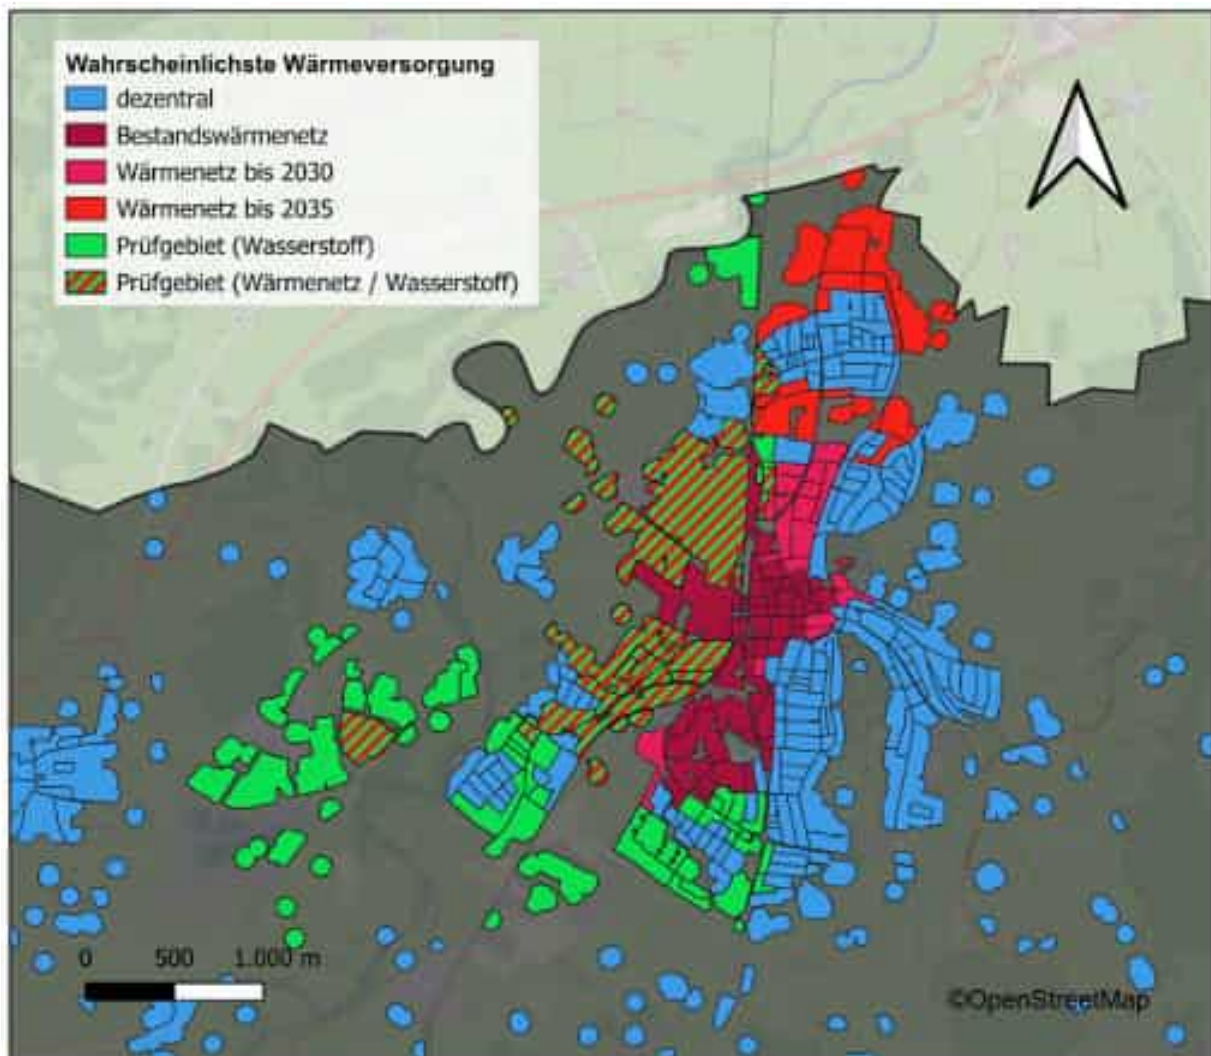 Wahrscheinlichste Wärmeversorgung
dezentral
Bestandswärmenetz
Wärmenetz bis 2030
Wärmenetz bis 2035
Prüfgebiet (Wasserstoff)
Prüfgebiet (Wärmenetz / Wasserstoff)
0 500 1.000 m
©OpenStreetMap